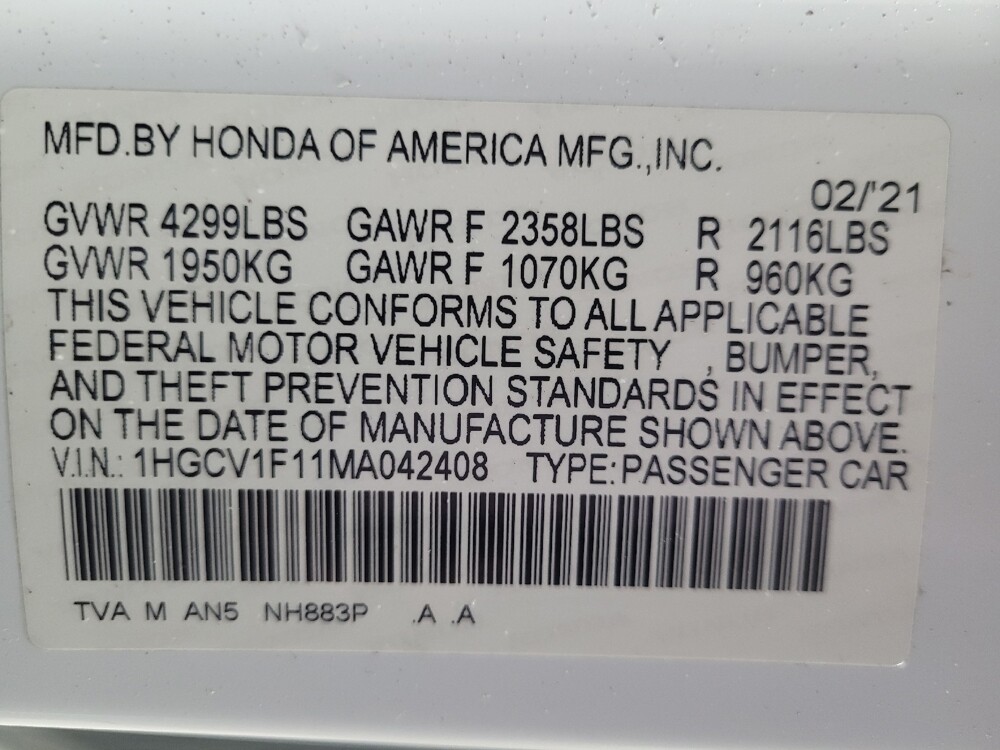 MFD.BY HONDA OF AMERICA MFG.,INC.
02/'21
GVWR 4299LBS GAWR F 2358LBS R 2116LBS
GVWR 1950KG GAWR F 1070KG R 960KG
THIS VEHICLE CONFORMS TO ALL APPLICABLE
FEDERAL MOTOR VEHICLE SAFETY , BUMPER,
AND THEFT PREVENTION STANDARDS IN EFFECT
ON THE DATE OF MANUFACTURE SHOWN ABOVE.
V.I.N.: 1HGCV1F11MA042408 TYPE:PASSENGER CAR
TVA M AN5 NH883P .A .A